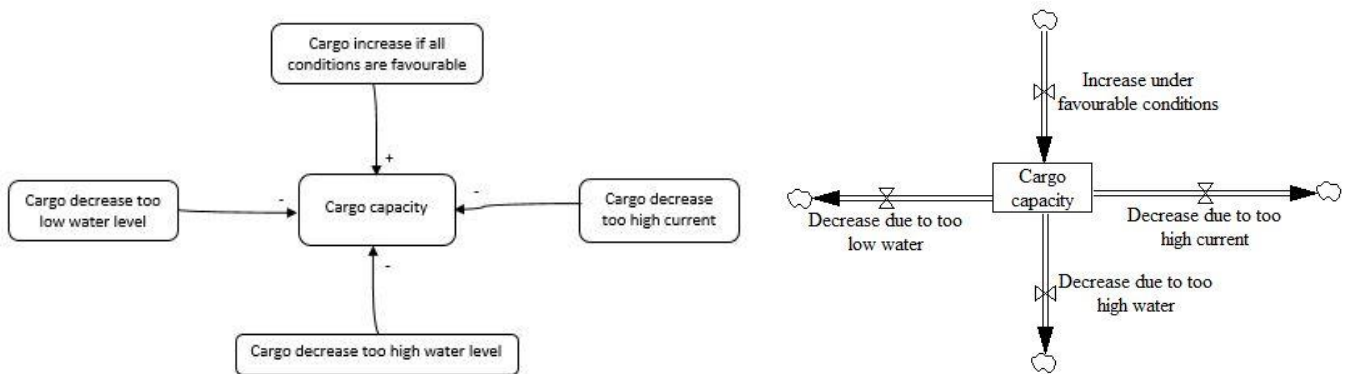 Cargo increase if all
conditions are favourable
+
Cargo decrease too
low water level
-
Cargo capacity
-
Cargo decrease
too high current
-
Cargo decrease too high water level
Increase under
favourable conditions
Cargo
capacity
Decrease due to too
low water
Decrease due to too
high current
Decrease due to too
high water